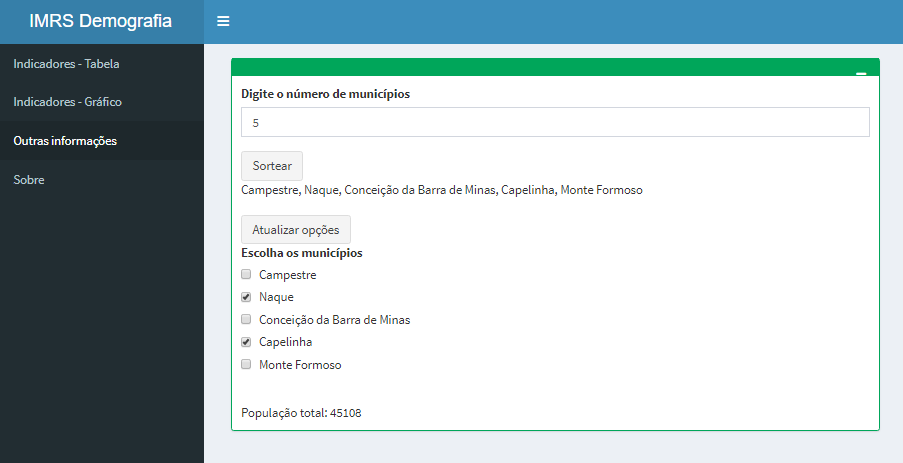 IMRS Demografia
Indicadores - Tabela
Indicadores - Gráfico
Outras informações
Sobre
Digite o número de municípios
5
Sortear
Campestre, Naque, Conceição da Barra de Minas, Capelinha, Monte Formoso
Atualizar opções
Escolha os municípios
Campestre
Naque
Conceição da Barra de Minas
Capelinha
Monte Formoso
População total: 45108